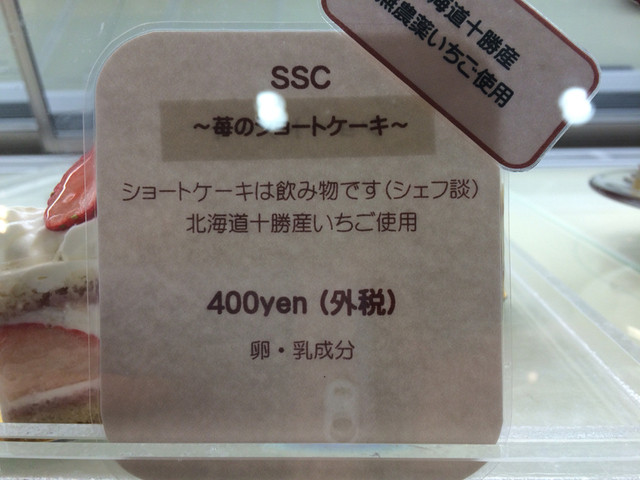 海道十勝産
無農薬いちご使用
SSC
～苺のショートケーキ～
ショートケーキは飲み物です(シェフ談)
北海道十勝産いちご使用
400yen (外税)
卵・乳成分